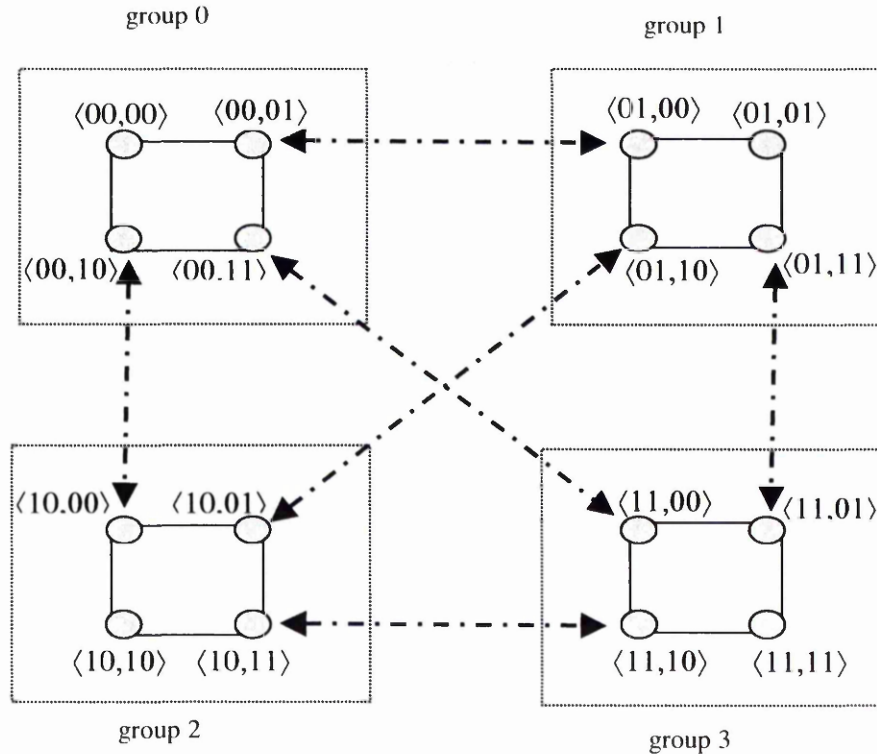 group 0
group 1
⟨00,00⟩ ⟨00,01⟩
⟨01,00⟩ ⟨01,01⟩
⟨00,10⟩ ⟨00.11⟩
⟨01,10⟩ ⟨01,11⟩
⟨10.00⟩ ⟨10.01⟩
⟨11,00⟩ ⟨11,01⟩
⟨10,10⟩ ⟨10,11⟩
⟨11,10⟩ ⟨11,11⟩
group 2
group 3